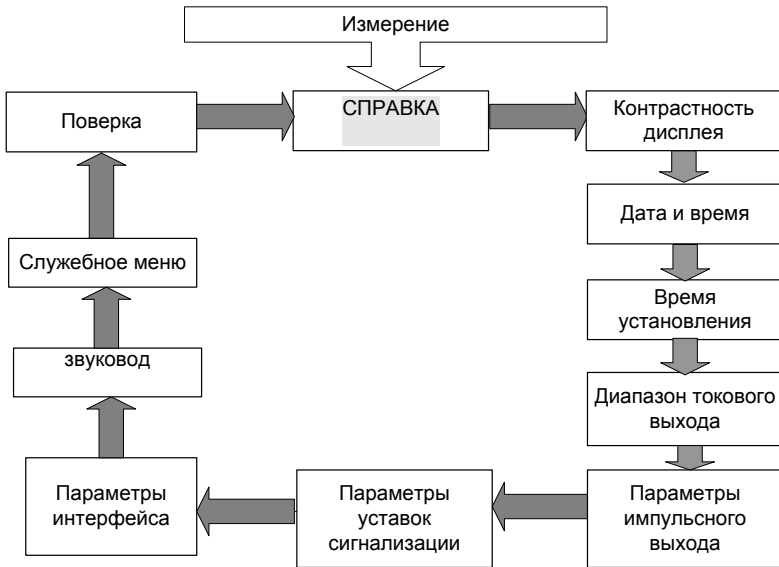 Измерение
СПРАВКА
Поверка
Контрастность
дисплея
Дата и время
Служебное меню
Время
установления
звуковод
Диапазон токового
выхода
Параметры
интерфейса
Параметры
уставок
сигнализации
Параметры
импульсного
выхода